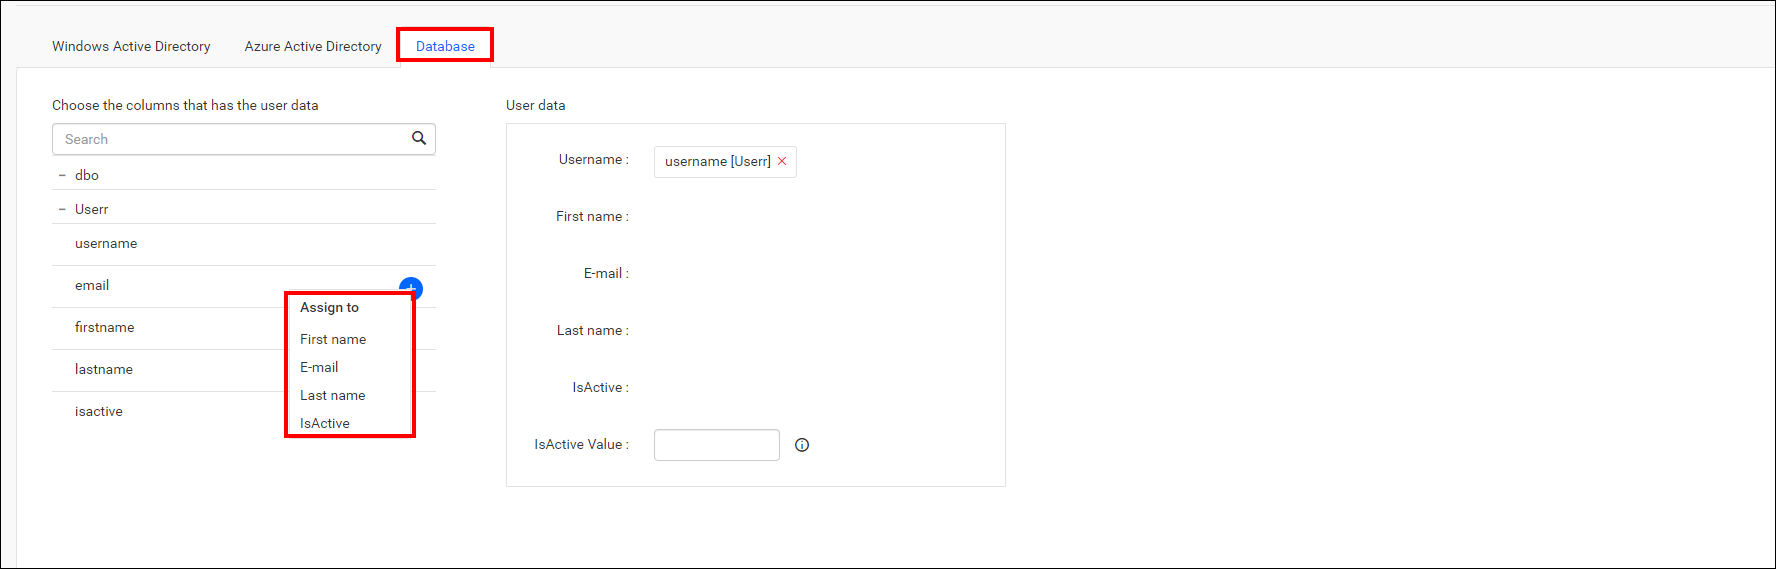 Windows Active Directory Azure Active Directory Database
Choose the columns that has the user data
Search
− dbo
− Userr
username
email
firstname
lastname
isactive
Assign to
First name
E-mail
Last name
IsActive
User data
Username : username [Userr] ×
First name :
E-mail :
Last name :
IsActive :
IsActive Value :